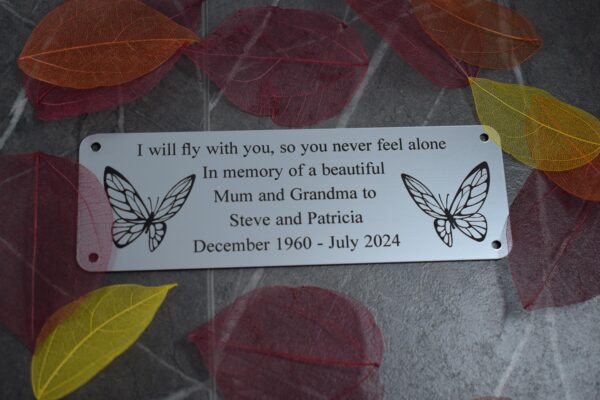 I will fly with you, so you never feel alone
In memory of a beautiful
Mum and Grandma to
Steve and Patricia
December 1960 - July 2024